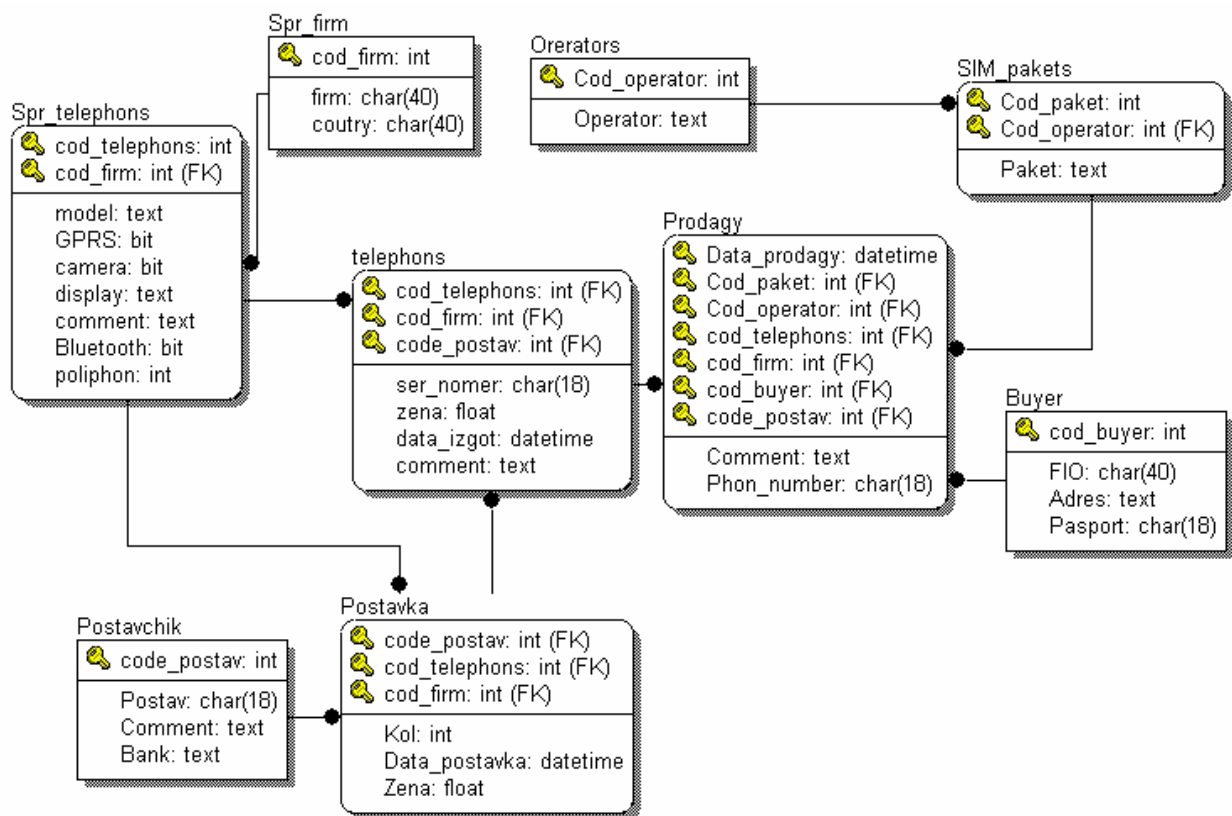 Spr_firm
cod_firm: int
firm: char(40)
coutry: char(40)
Orerators
Cod_operator: int
Operator: text
SIM_pakets
Cod_paket: int
Cod_operator: int (FK)
Paket: text
Spr_telephons
cod_telephons: int
cod_firm: int (FK)
model: text
GPRS: bit
camera: bit
display: text
comment: text
Bluetooth: bit
poliphon: int
telephons
cod_telephons: int (FK)
cod_firm: int (FK)
code_postav: int (FK)
ser_nomer: char(18)
zena: float
data_izgot: datetime
comment: text
Prodagy
Data_prodagy: datetime
Cod_paket: int (FK)
Cod_operator: int (FK)
cod_telephons: int (FK)
cod_firm: int (FK)
cod_buyer: int (FK)
code_postav: int (FK)
Comment: text
Phon_number: char(18)
Buyer
cod_buyer: int
FIO: char(40)
Adres: text
Pasport: char(18)
Postavchik
code_postav: int
Postav: char(18)
Comment: text
Bank: text
Postavka
code_postav: int (FK)
cod_telephons: int (FK)
cod_firm: int (FK)
Kol: int
Data_postavka: datetime
Zena: float